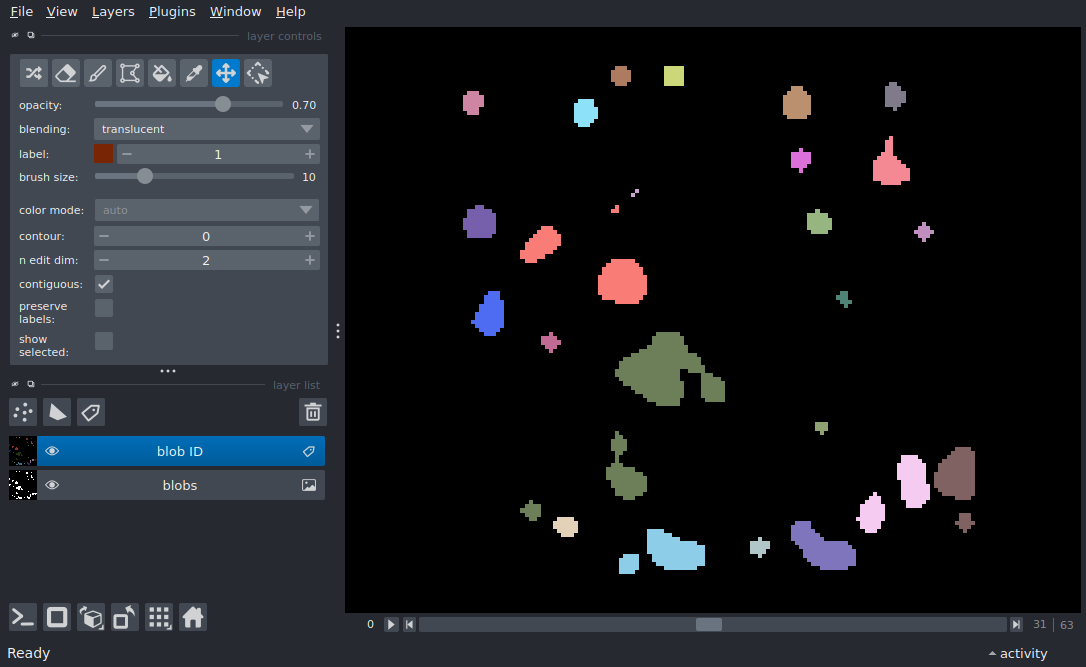 File View Layers Plugins Window Help
layer controls
opacity: 0.70
blending: translucent
label: 1
brush size: 10
color mode: auto
contour: 0
n edit dim: 2
contiguous:
preserve
labels:
show
selected:
layer list
blob ID
blobs
0 31 63
Ready activity